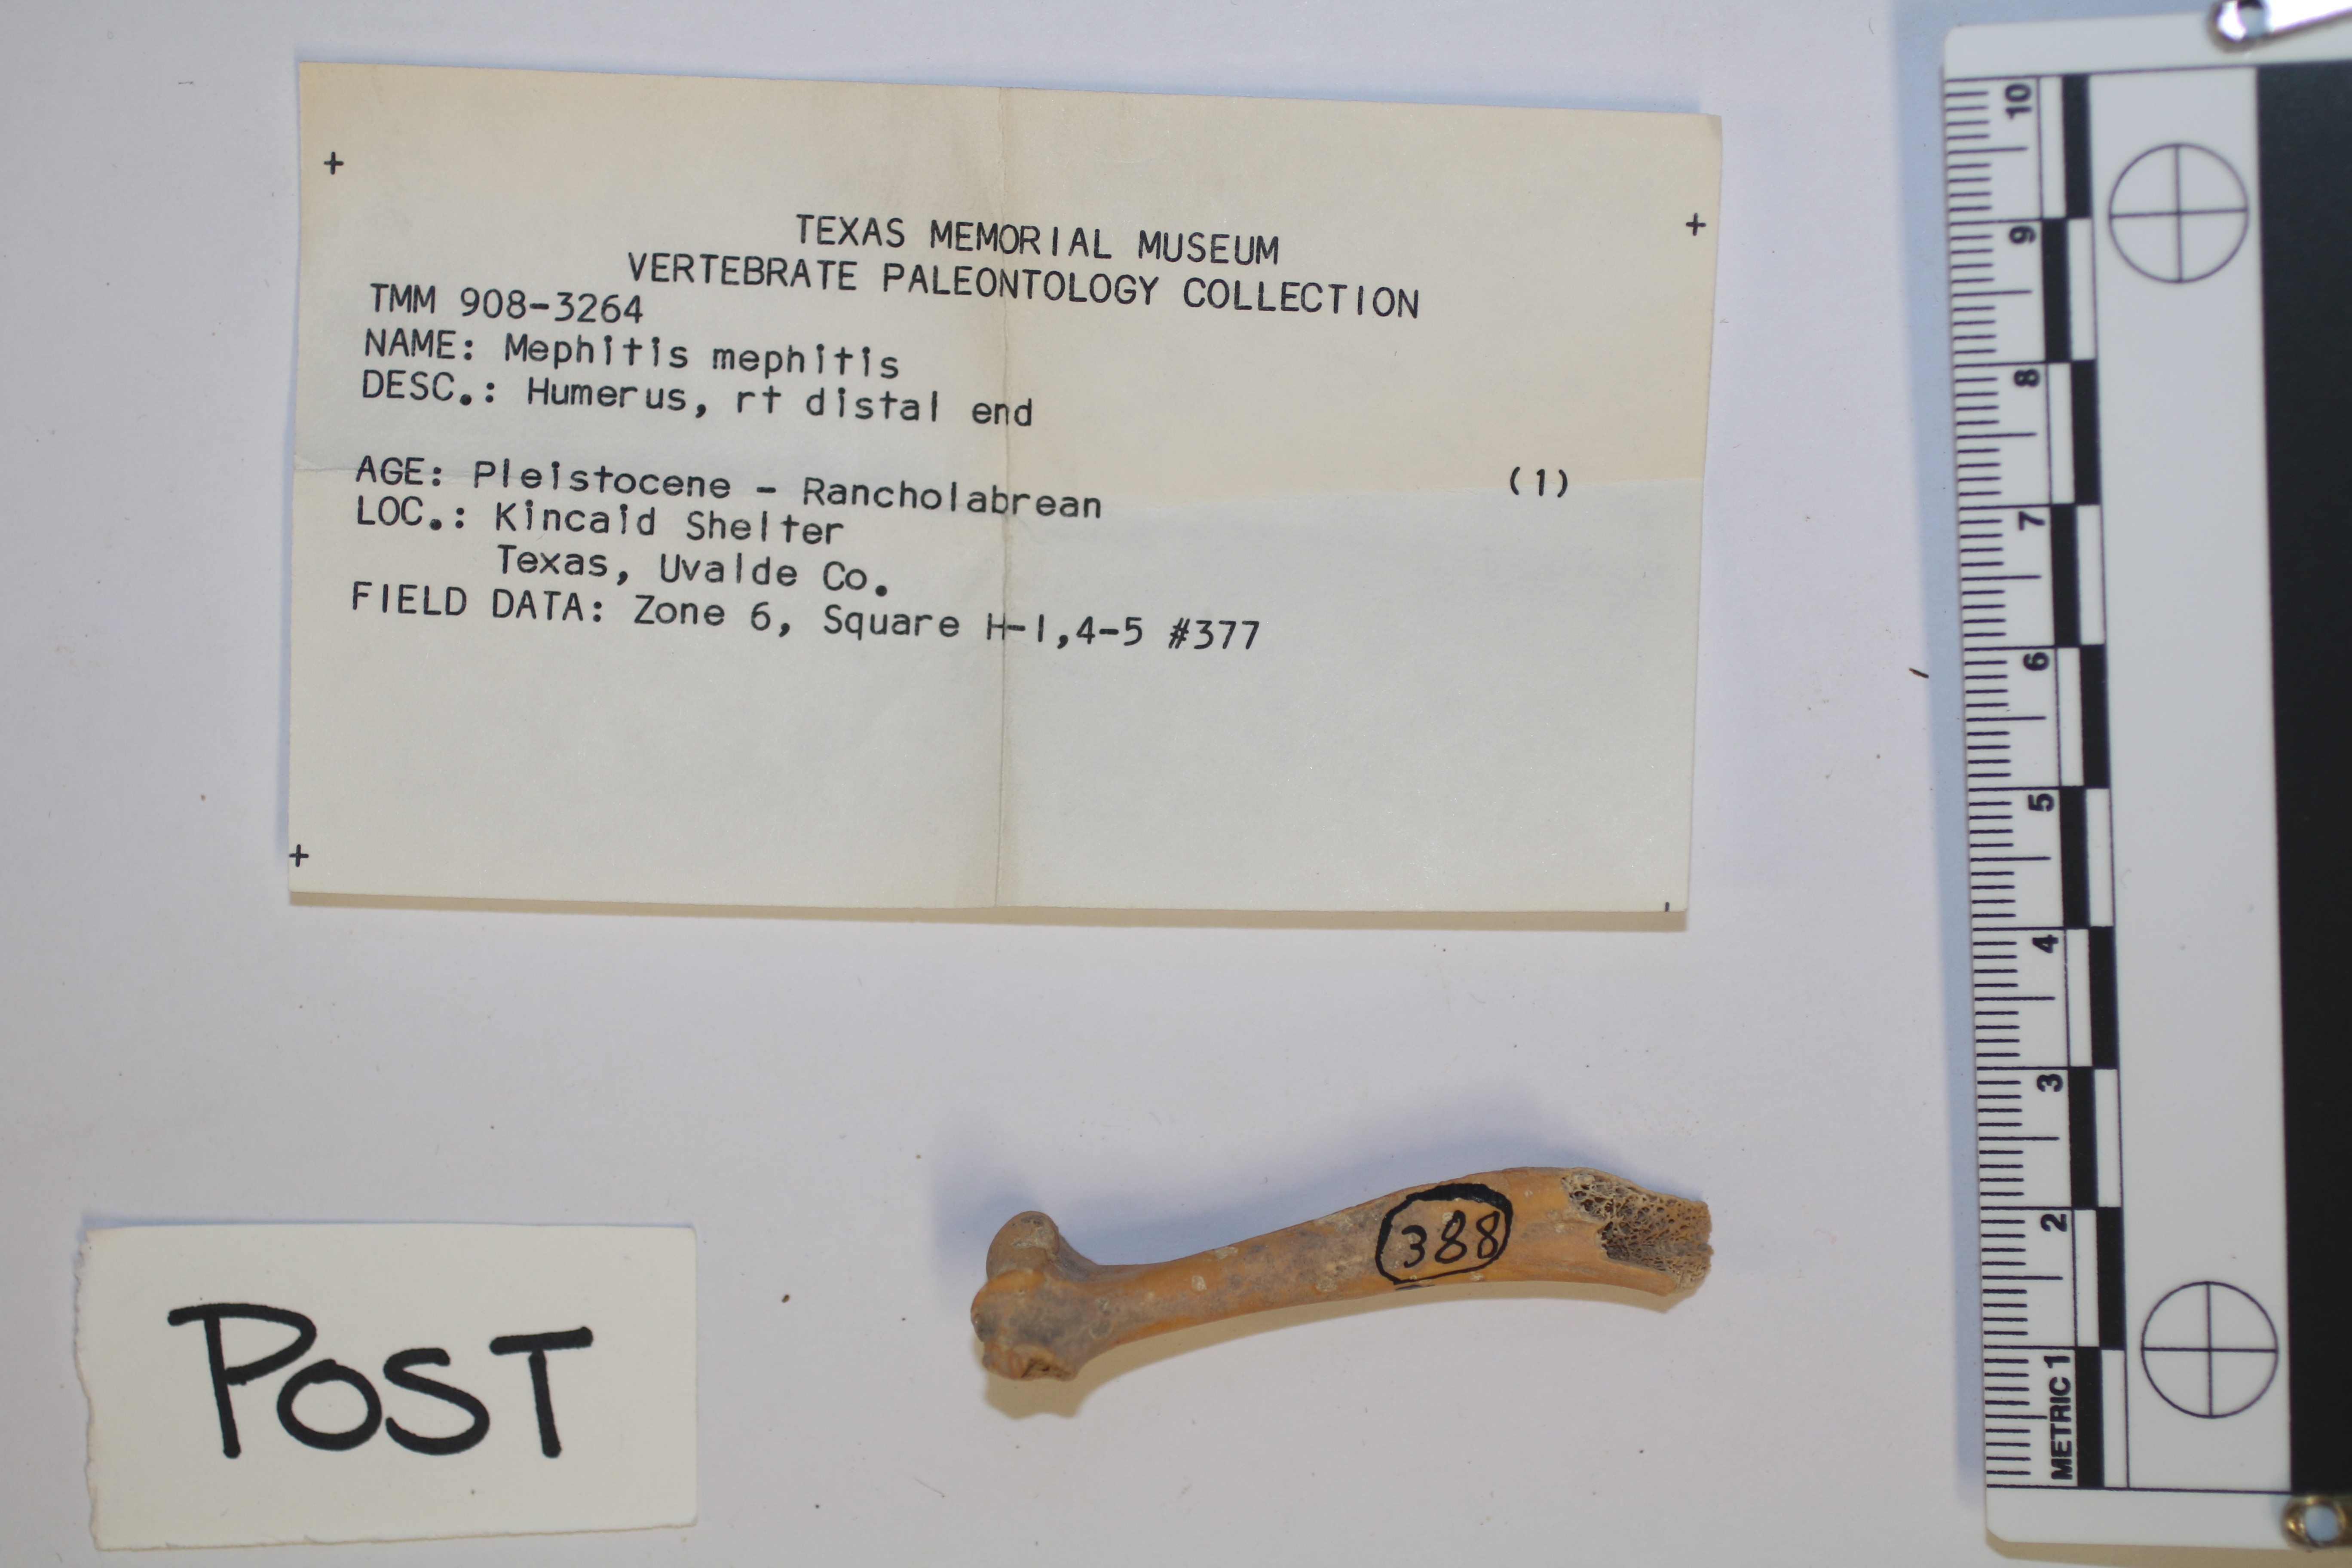 TEXAS MEMORIAL MUSEUM
VERTEBRATE PALEONTOLOGY COLLECTION
TMM 908-3264
NAME: Mephitis mephitis
DESC.: Humerus, rt distal end
AGE: Pleistocene - Rancholabrean (1)
LOC.: Kincaid Shelter
Texas, Uvalde Co.
FIELD DATA: Zone 6, Square H-1,4-5 #377
388
POST
10
9
8
7
6
5
4
3
2
METRIC 1